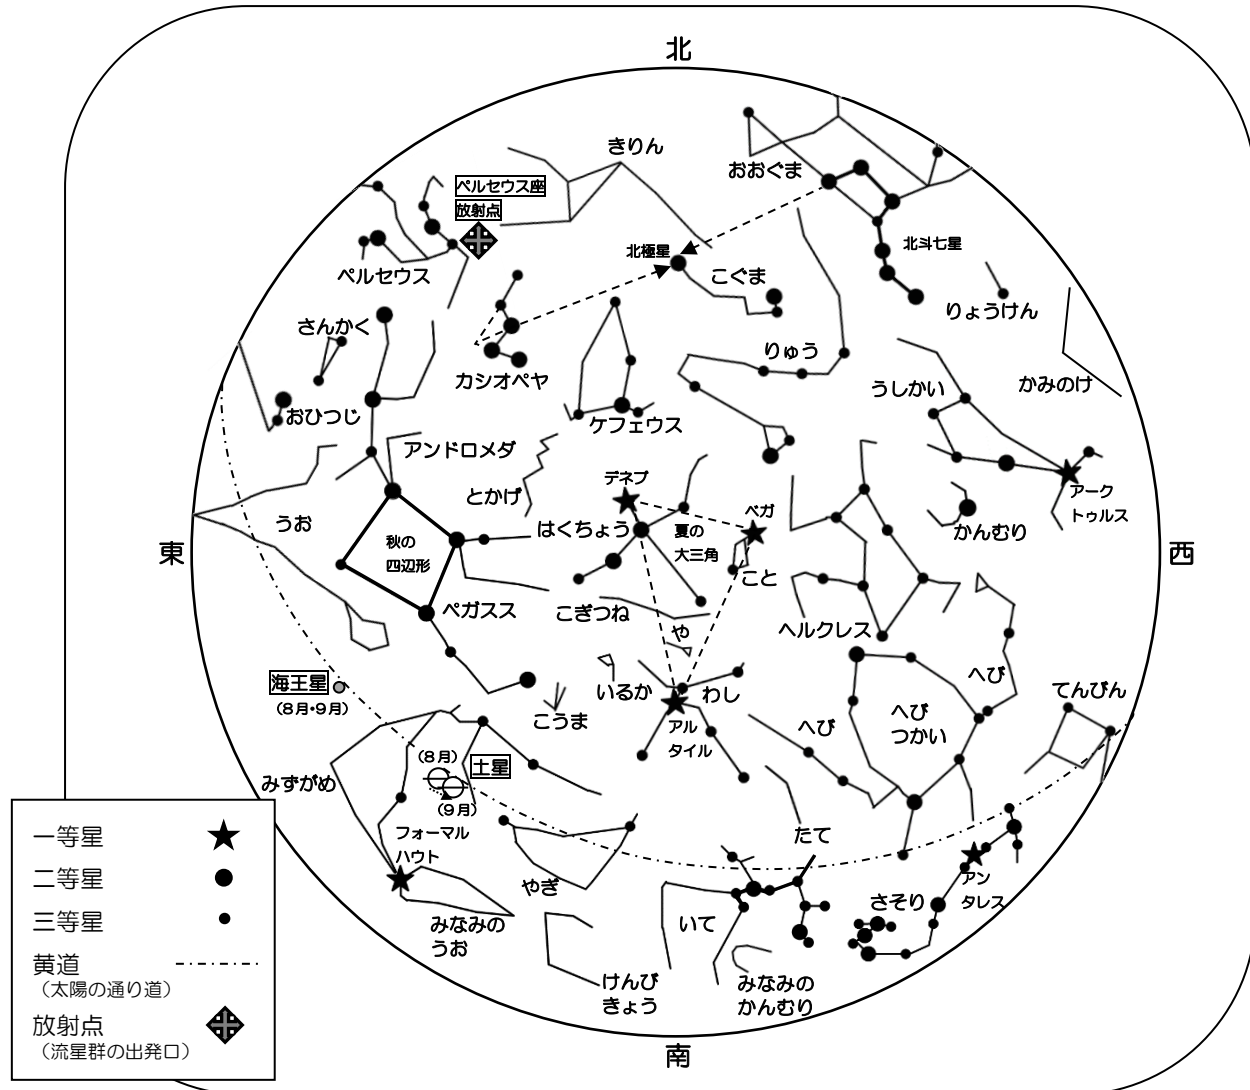 北
きりん
おおぐま
ペルセウス座
放射点
北極星
北斗七星
ペルセウス
こぐま
りょうけん
さんかく
りゅう
カシオペヤ
うしかい
かみのけ
おひつじ
ケフェウス
アンドロメダ
デネブ
とかげ
ベガ
アーク
トゥルス
うお
はくちょう
夏の
大三角
かんむり
秋の
四辺形
東
西
こと
ペガスス
こぎつね
や
ヘルクレス
へび
海王星
(8月・9月)
いるか
わし
てんびん
こうま
アル
タイル
へび
へび
つかい
(8月)
土星
みずがめ
(9月)
フォーマル
ハウト
たて
やぎ
アン
タレス
さそり
みなみの
うお
いて
けんび
きょう
みなみの
かんむり
南
一等星
二等星
三等星
黄道
(太陽の通り道)
放射点
(流星群の出発口)